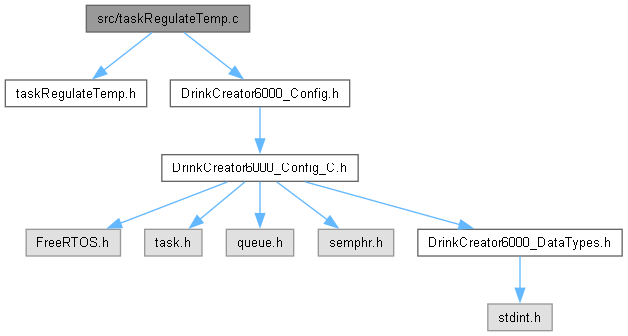 src/taskRegulateTemp.c
taskRegulateTemp.h
DrinkCreator6000_Config.h
DrinkCreator6000_Config_C.h
FreeRTOS.h
task.h
queue.h
semphr.h
DrinkCreator6000_DataTypes.h
stdint.h